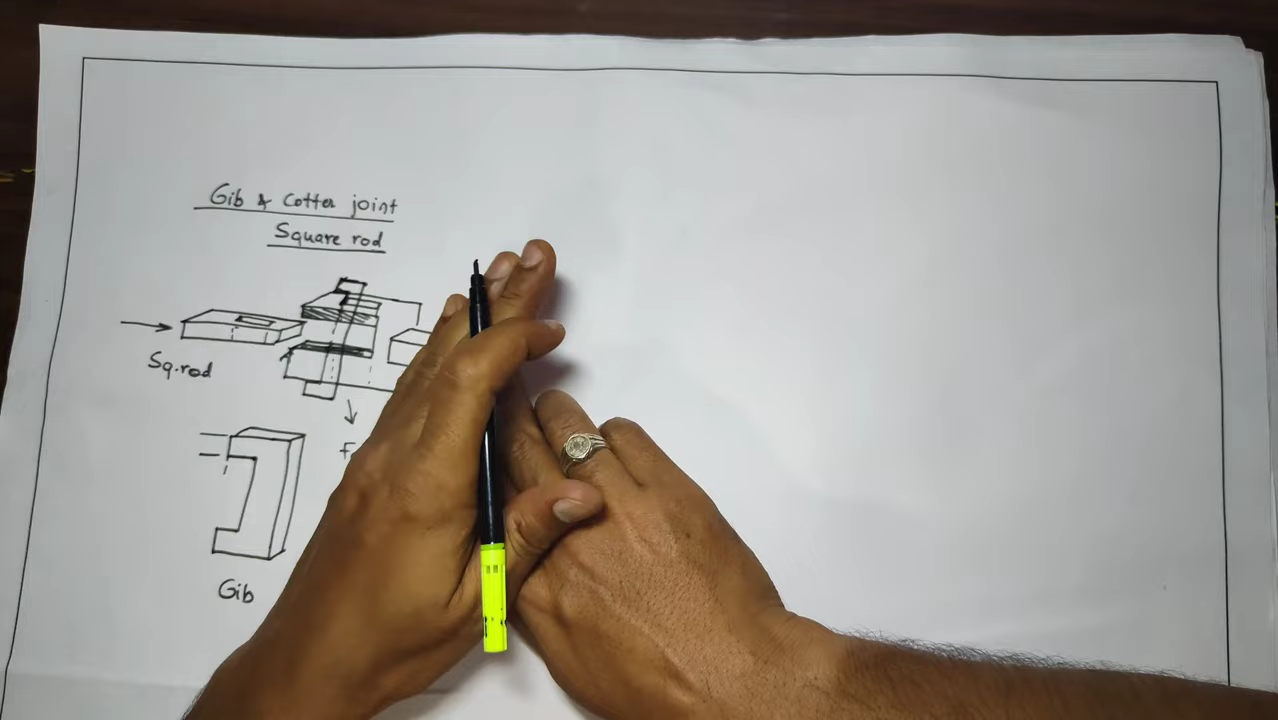 Gib & Cotter joint
Square rod
Sq.rod
f
Gib